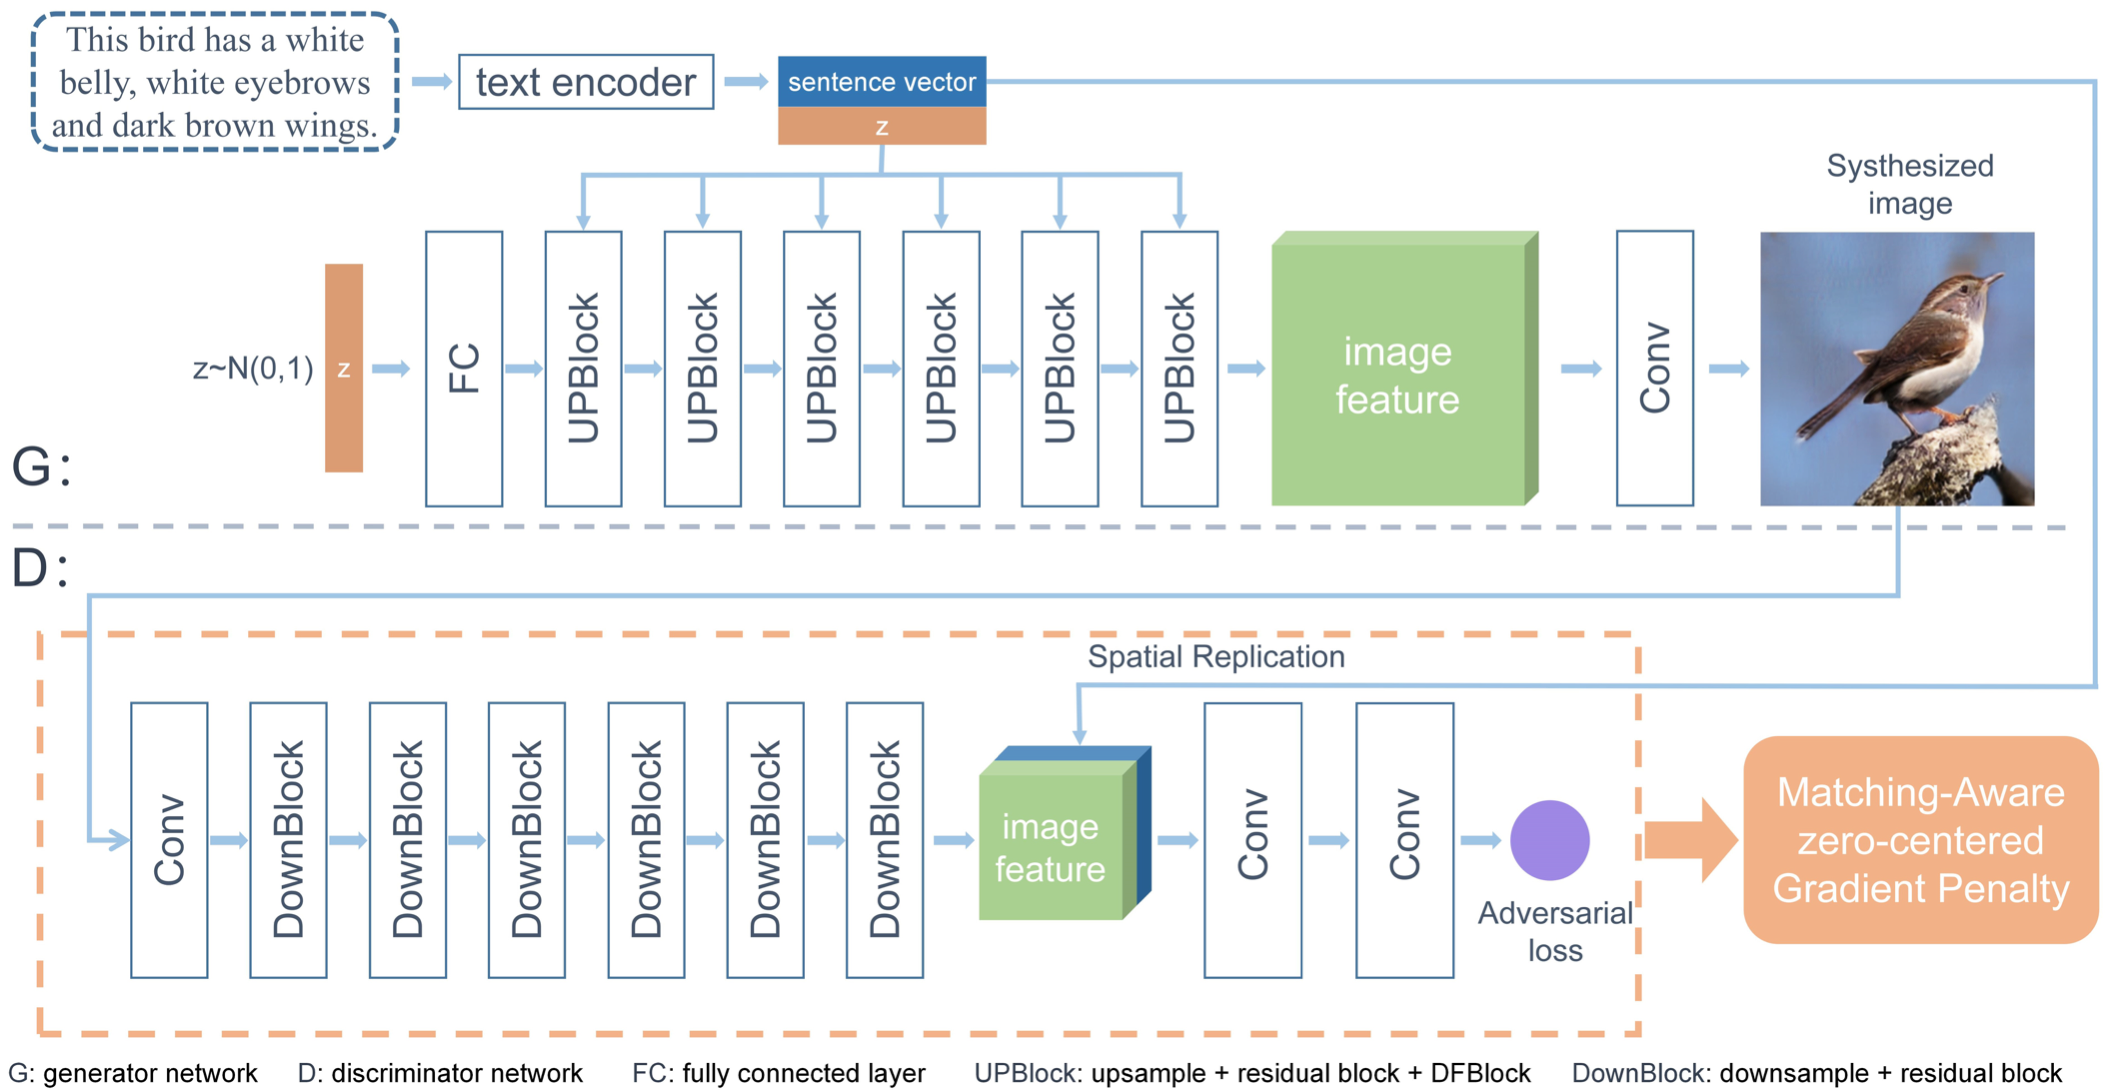 This bird has a white
belly, white eyebrows
and dark brown wings.
text encoder
sentence vector
z
Systhesized
image
z~N(0,1)
z
FC
UPBlock
UPBlock
UPBlock
UPBlock
UPBlock
UPBlock
image
feature
Conv
G:
D:
Spatial Replication
Conv
DownBlock
DownBlock
DownBlock
DownBlock
DownBlock
DownBlock
image
feature
Conv
Conv
Adversarial
loss
Matching-Aware
zero-centered
Gradient Penalty
G: generator network D: discriminator network FC: fully connected layer UPBlock: upsample + residual block + DFBlock DownBlock: downsample + residual block